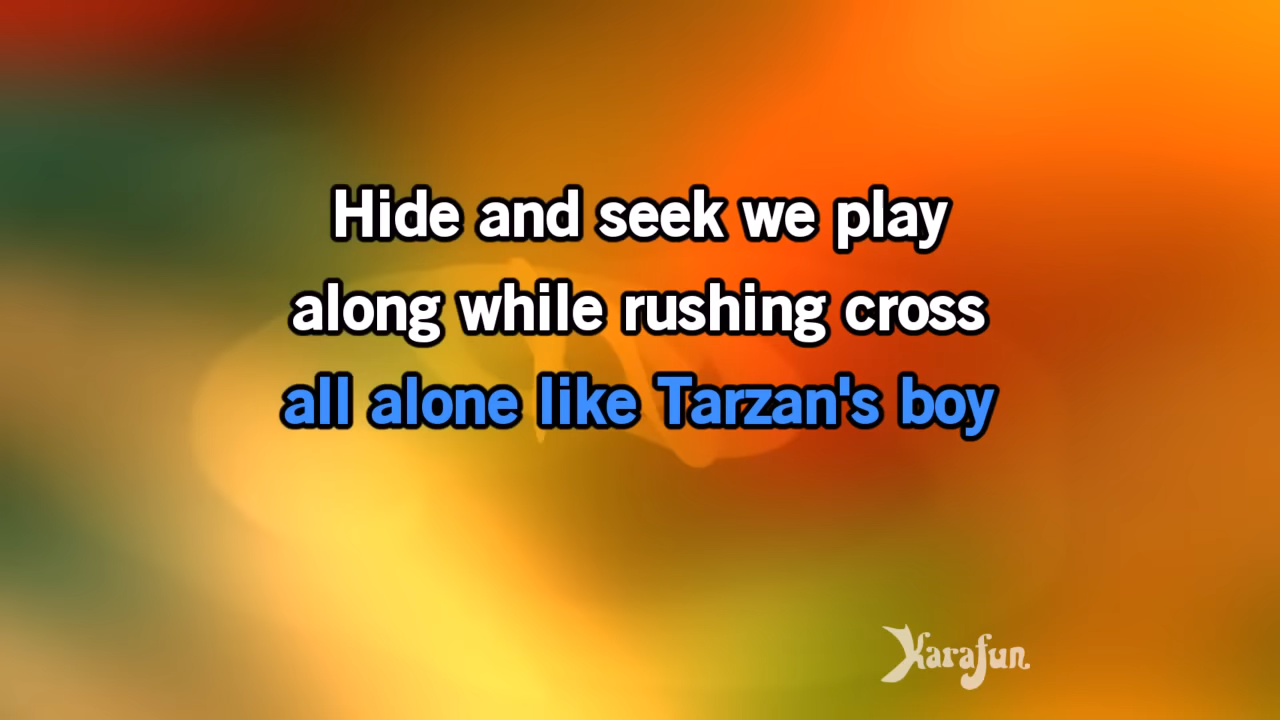 Hide and seek we play
along while rushing cross
all alone like Tarzan's boy
Karafun